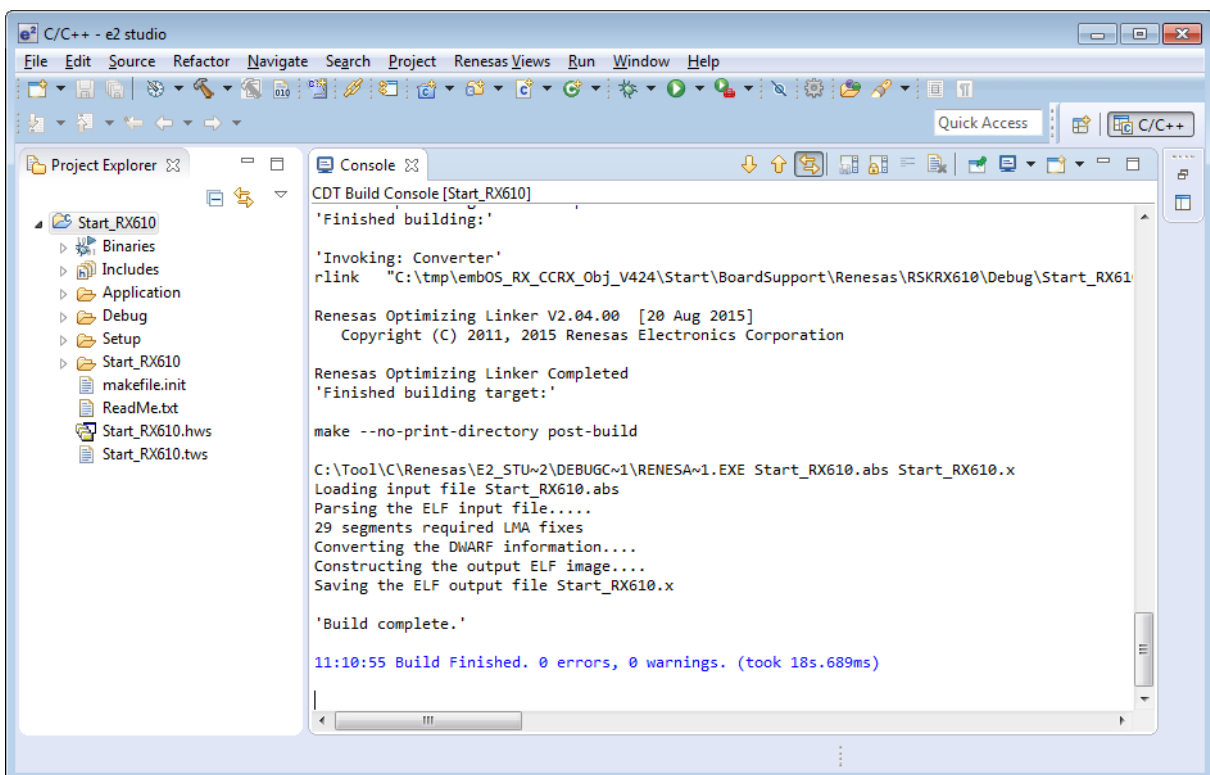 e² C/C++ - e2 studio
File Edit Source Refactor Navigate Search Project Renesas Views Run Window Help
Quick Access
C/C++
Project Explorer
Start_RX610
Binaries
Includes
Application
Debug
Setup
Start_RX610
makefile.init
ReadMe.txt
Start_RX610.hws
Start_RX610.tws
Console
CDT Build Console [Start_RX610]
'Finished building:'
'Invoking: Converter'
rlink "C:\tmp\embOS_RX_CCRX_Obj_V424\Start\BoardSupport\Renesas\RSKRX610\Debug\Start_RX61
Renesas Optimizing Linker V2.04.00 [20 Aug 2015]
Copyright (C) 2011, 2015 Renesas Electronics Corporation
Renesas Optimizing Linker Completed
'Finished building target:'
make --no-print-directory post-build
C:\Tool\C\Renesas\E2_STU~2\DEBUGC~1\RENESA~1.EXE Start_RX610.abs Start_RX610.x
Loading input file Start_RX610.abs
Parsing the ELF input file.....
29 segments required LMA fixes
Converting the DWARF information....
Constructing the output ELF image....
Saving the ELF output file Start_RX610.x
'Build complete.'
11:10:55 Build Finished. 0 errors, 0 warnings. (took 18s.689ms)